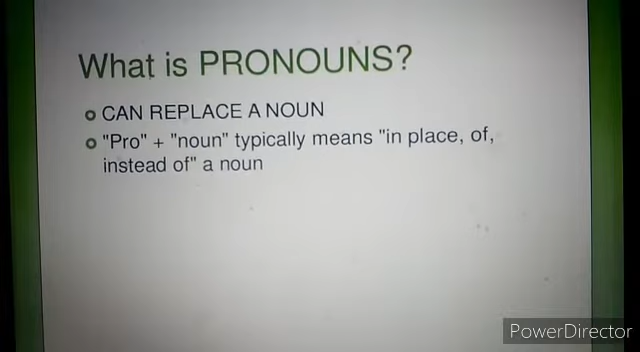 What is PRONOUNS?
CAN REPLACE A NOUN
"Pro" + "noun" typically means "in place, of,
instead of" a noun
PowerDirector